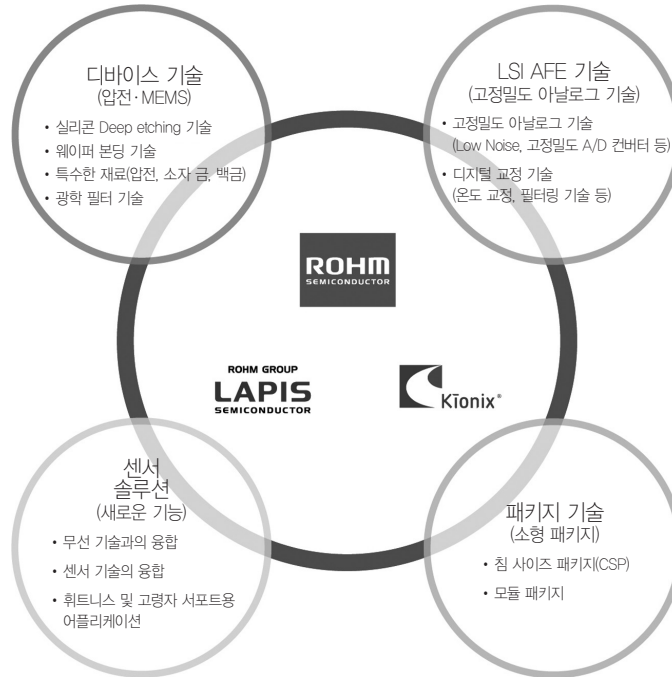 디바이스 기술
(압전·MEMS)
• 실리콘 Deep etching 기술
• 웨이퍼 본딩 기술
• 특수한 재료(압전, 소자 금, 백금)
• 광학 필터 기술
LSI AFE 기술
(고정밀도 아날로그 기술)
• 고정밀도 아날로그 기술
(Low Noise, 고정밀도 A/D 컨버터 등)
• 디지털 교정 기술
(온도 교정, 필터링 기술 등)
ROHM
SEMICONDUCTOR
ROHM GROUP
LAPIS
SEMICONDUCTOR
Kionix®
센서
솔루션
(새로운 기능)
• 무선 기술과의 융합
• 센서 기술의 융합
• 휘트니스 및 고령자 서포트용
어플리케이션
패키지 기술
(소형 패키지)
• 칩 사이즈 패키지(CSP)
• 모듈 패키지